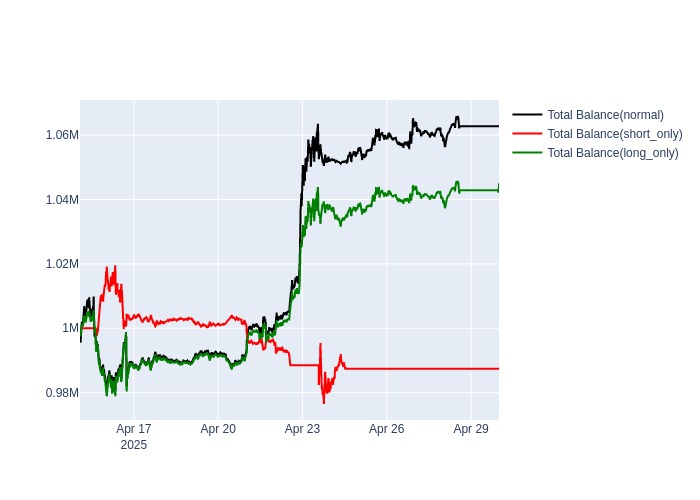 1.06M
1.04M
1.02M
1M
0.98M
Apr 17
2025
Apr 20
Apr 23
Apr 26
Apr 29
Total Balance(normal)
Total Balance(short_only)
Total Balance(long_only)